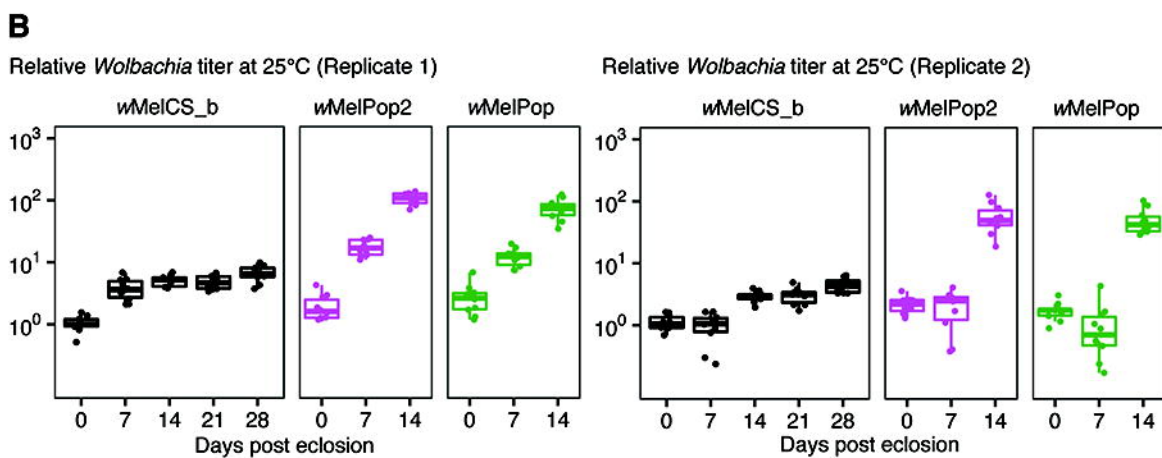 B
Relative Wolbachia titer at 25°C (Replicate 1)
wMelCS_b wMelPop2 wMelPop
10³
10²
10¹
10⁰
0 7 14 21 28 0 7 14 0 7 14
Days post eclosion
Relative Wolbachia titer at 25°C (Replicate 2)
wMelCS_b wMelPop2 wMelPop
10³
10²
10¹
10⁰
0 7 14 21 28 0 7 14 0 7 14
Days post eclosion